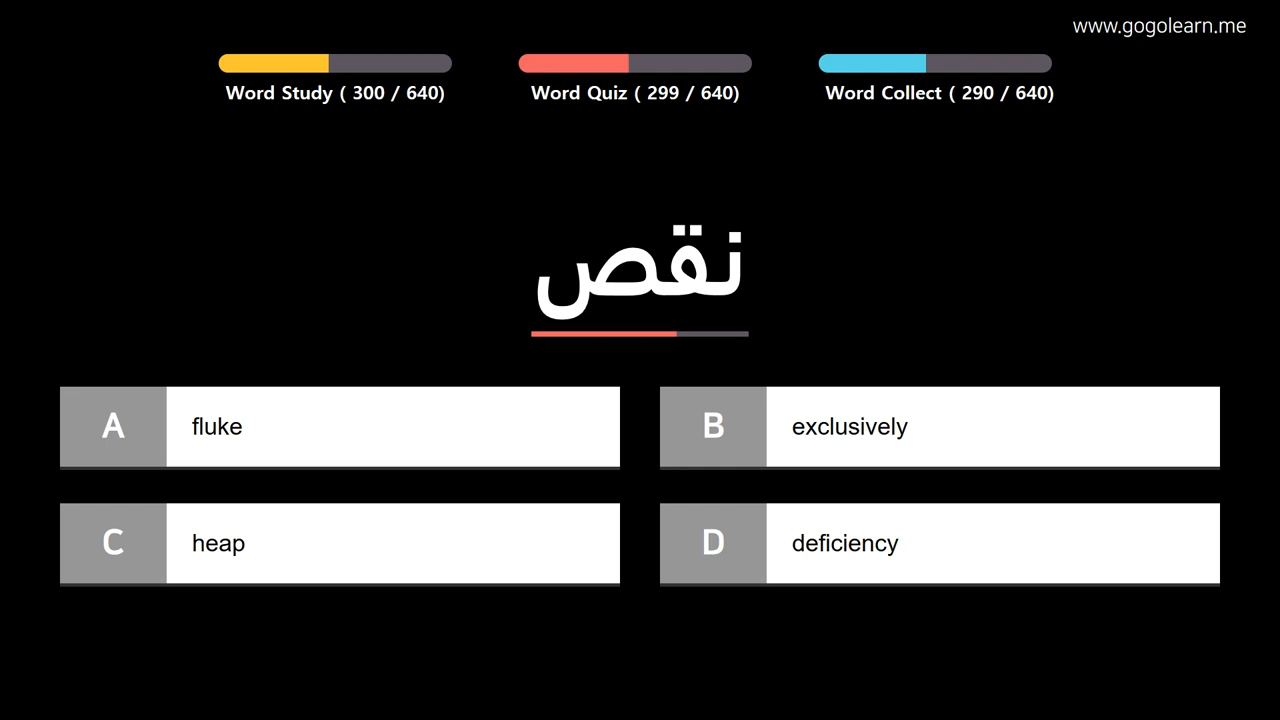 www.gogolearn.me
Word Study ( 300 / 640)
Word Quiz ( 299 / 640)
Word Collect ( 290 / 640)
نقص
A fluke
B exclusively
C heap
D deficiency